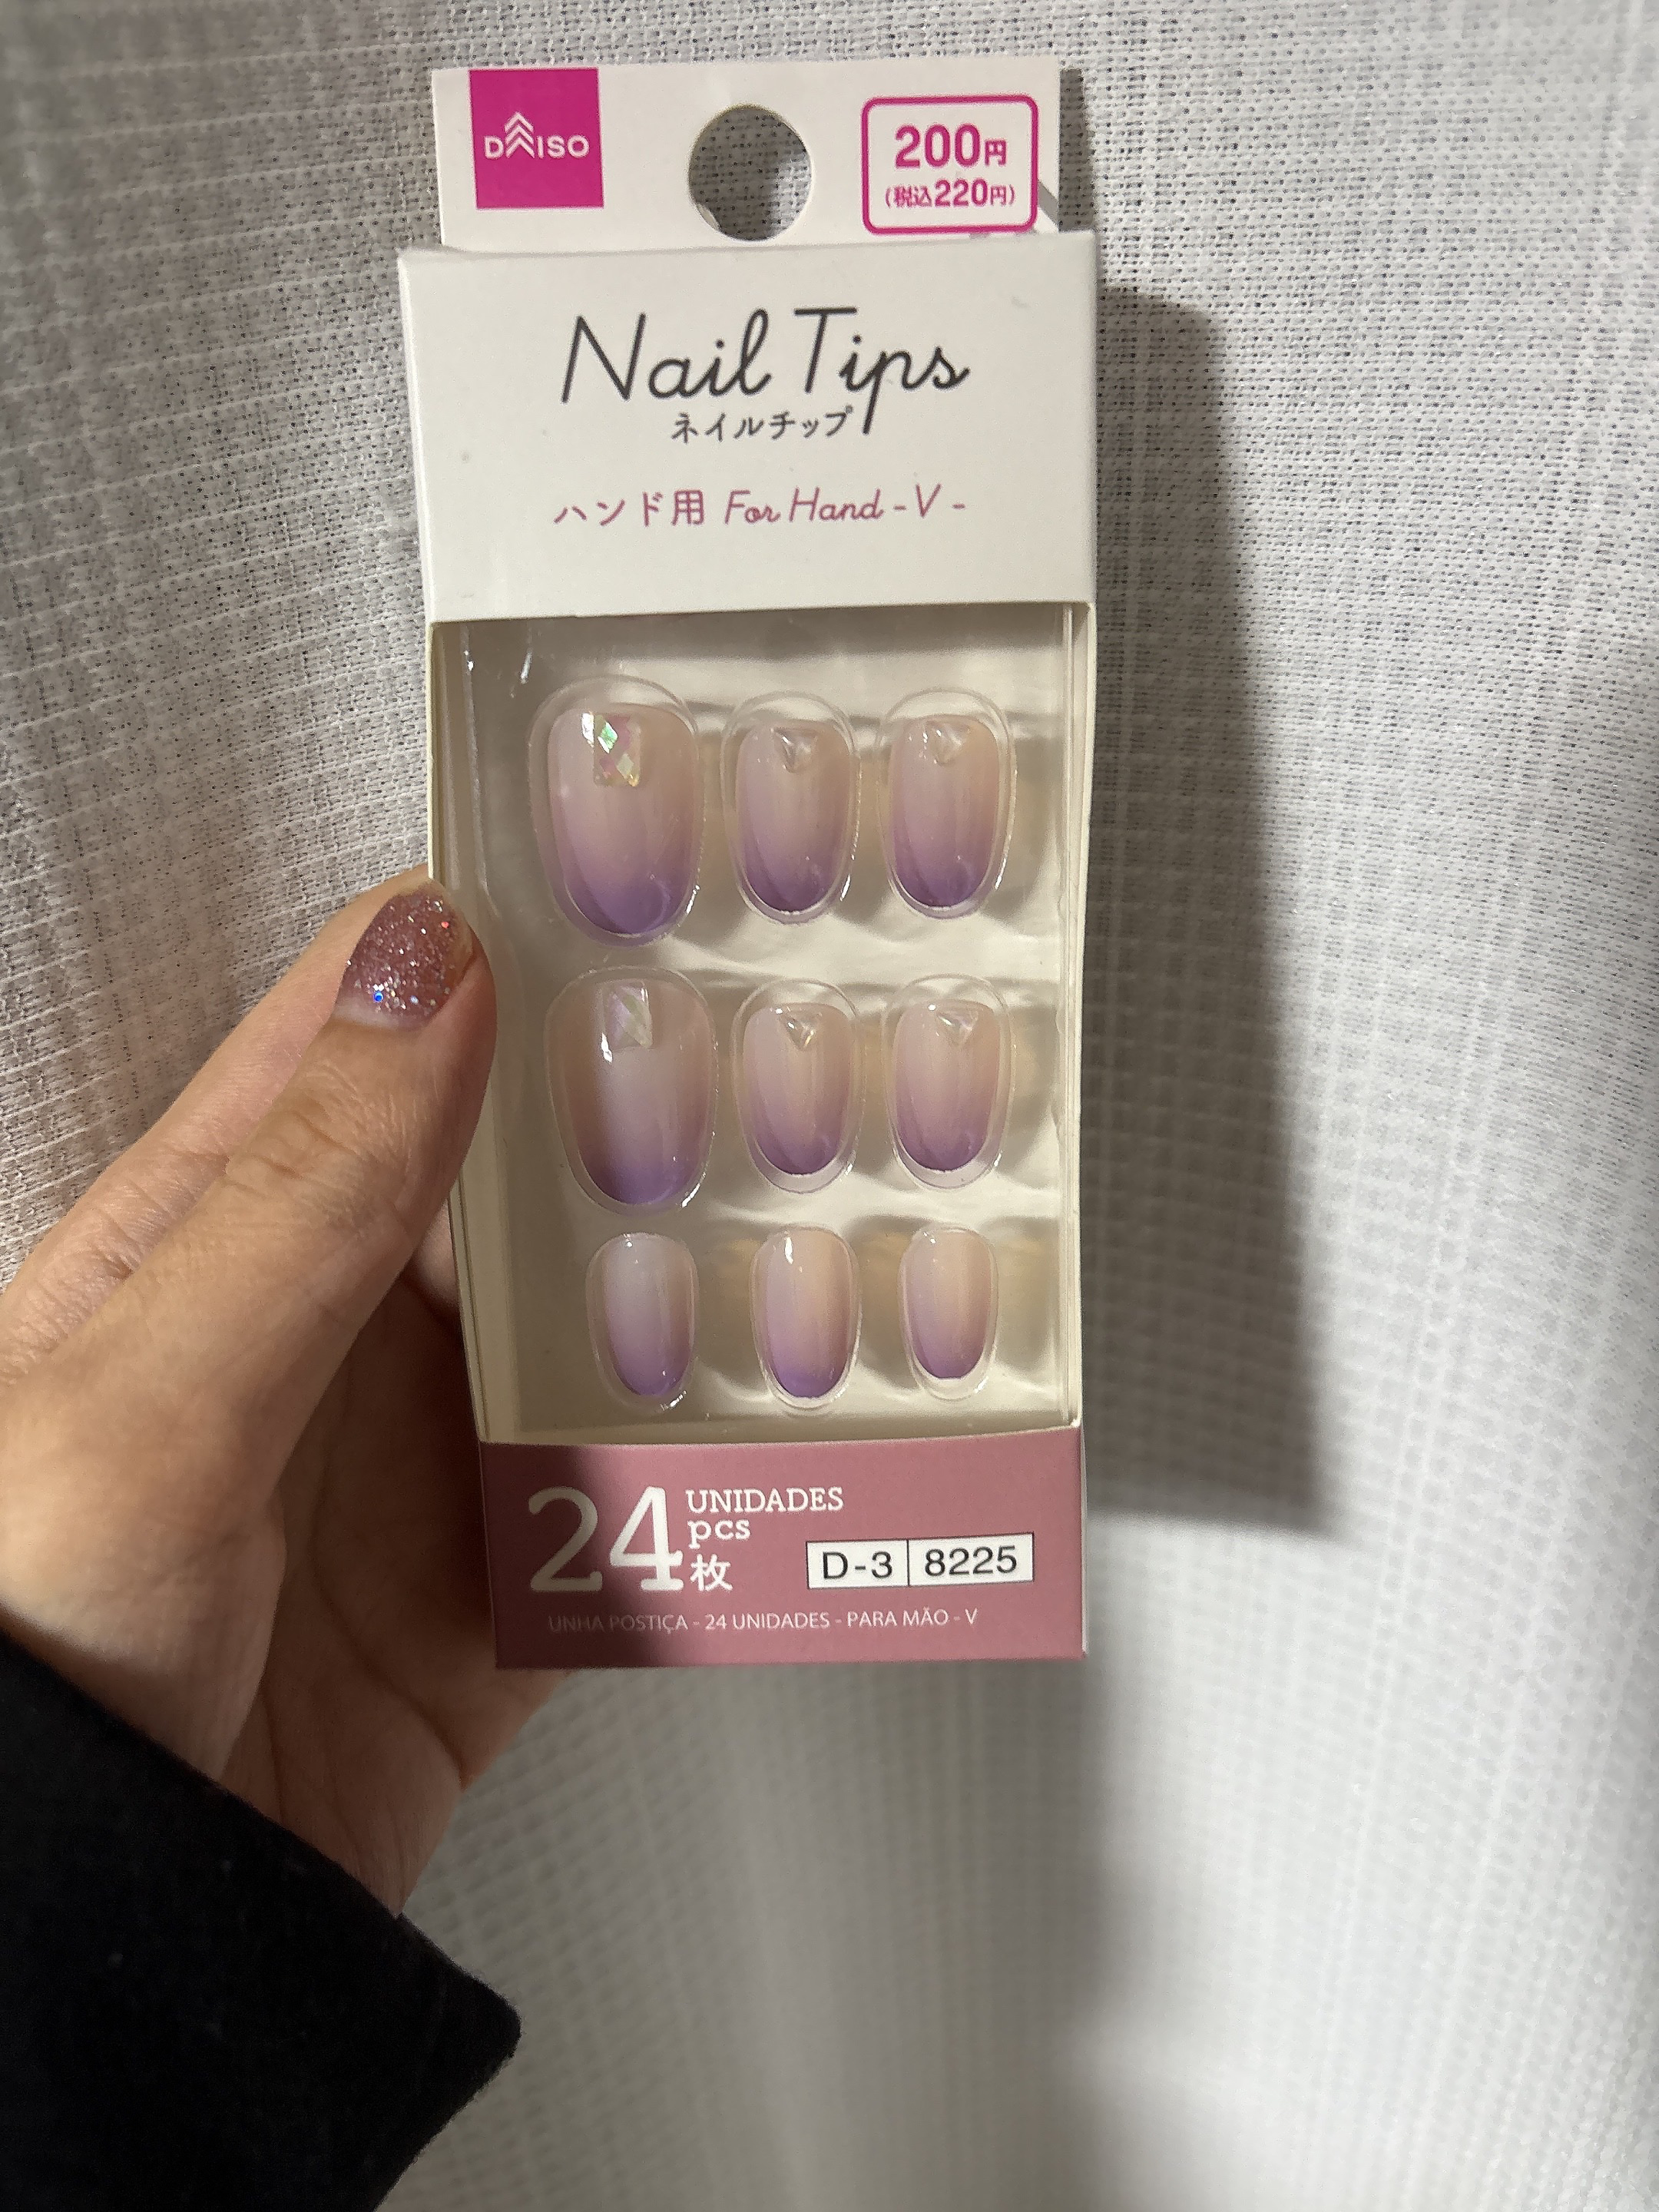 DAISO
200円
(税込220円)
Nail Tips
ネイルチップ
ハンド用 For Hand - V -
24 UNIDADES
pcs
枚
D-3 8225
UNHA POSTIÇA - 24 UNIDADES - PARA MÃO - V